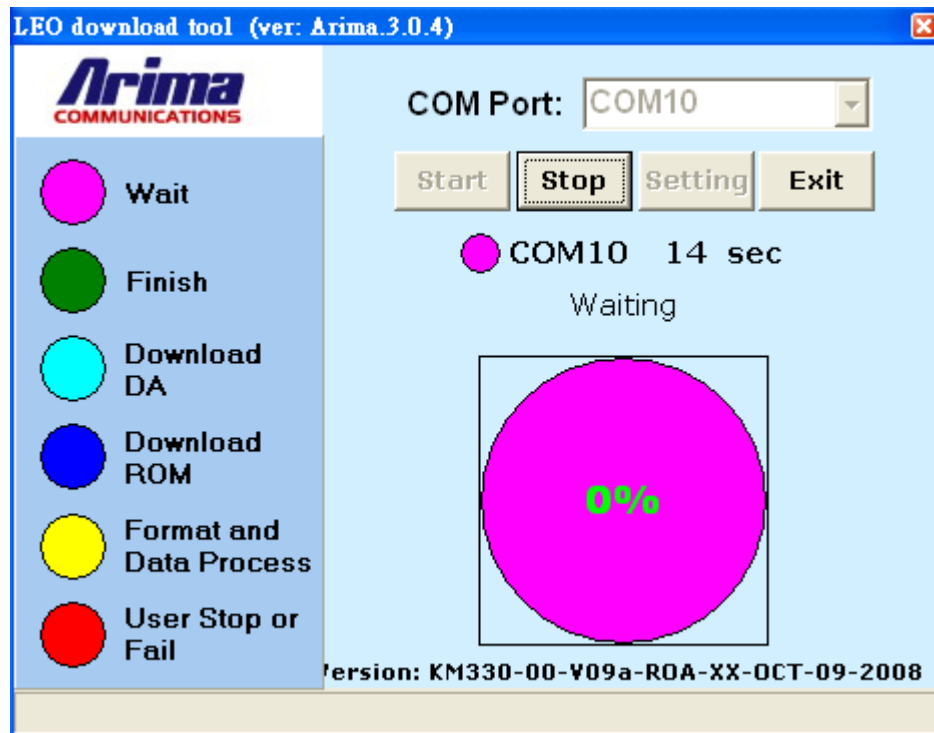 LEO download tool (ver: Arima.3.0.4)
Arima
COMMUNICATIONS
COM Port: COM10
Start Stop Setting Exit
COM10 14 sec
Waiting
0%
Wait
Finish
Download
DA
Download
ROM
Format and
Data Process
User Stop or
Fail
ersion: KM330-00-V09a-ROA-XX-OCT-09-2008